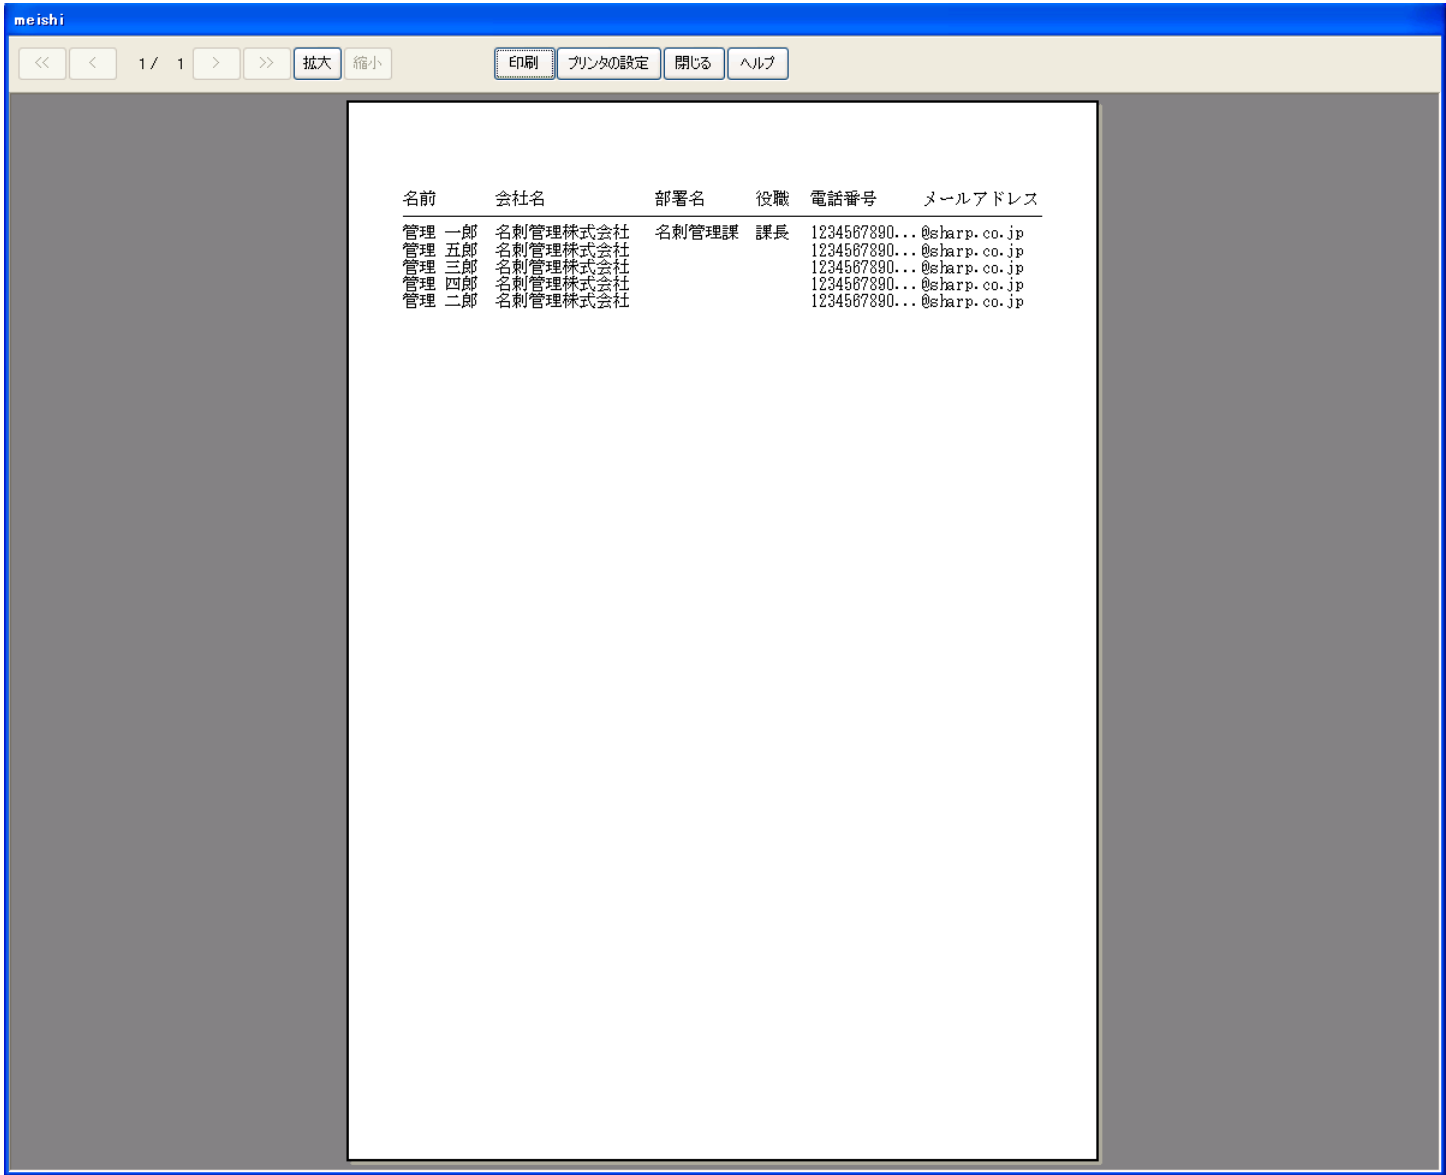 meishi
<< < 1/ 1 > >> 拡大 縮小 印刷 プリンタの設定 閉じる ヘルプ
名前 会社名 部署名 役職 電話番号 メールアドレス
管理 一郎 名刺管理株式会社 名刺管理課 課長 1234567890... @sharp.co.jp
管理 五郎 名刺管理株式会社 1234567890... @sharp.co.jp
管理 三郎 名刺管理株式会社 1234567890... @sharp.co.jp
管理 四郎 名刺管理株式会社 1234567890... @sharp.co.jp
管理 二郎 名刺管理株式会社 1234567890... @sharp.co.jp